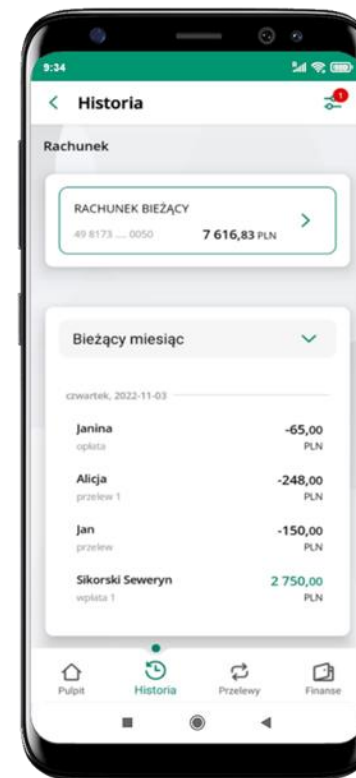 9:34
Historia
1
Rachunek
RACHUNEK BIEŻĄCY
49 8173 .... 0050 7 616,83 PLN
Bieżący miesiąc
czwartek, 2022-11-03
Janina -65,00
opłata PLN
Alicja -248,00
przelew 1 PLN
Jan -150,00
przelew PLN
Sikorski Seweryn 2 750,00
wpłata 1 PLN
Pulpit Historia Przelewy Finanse